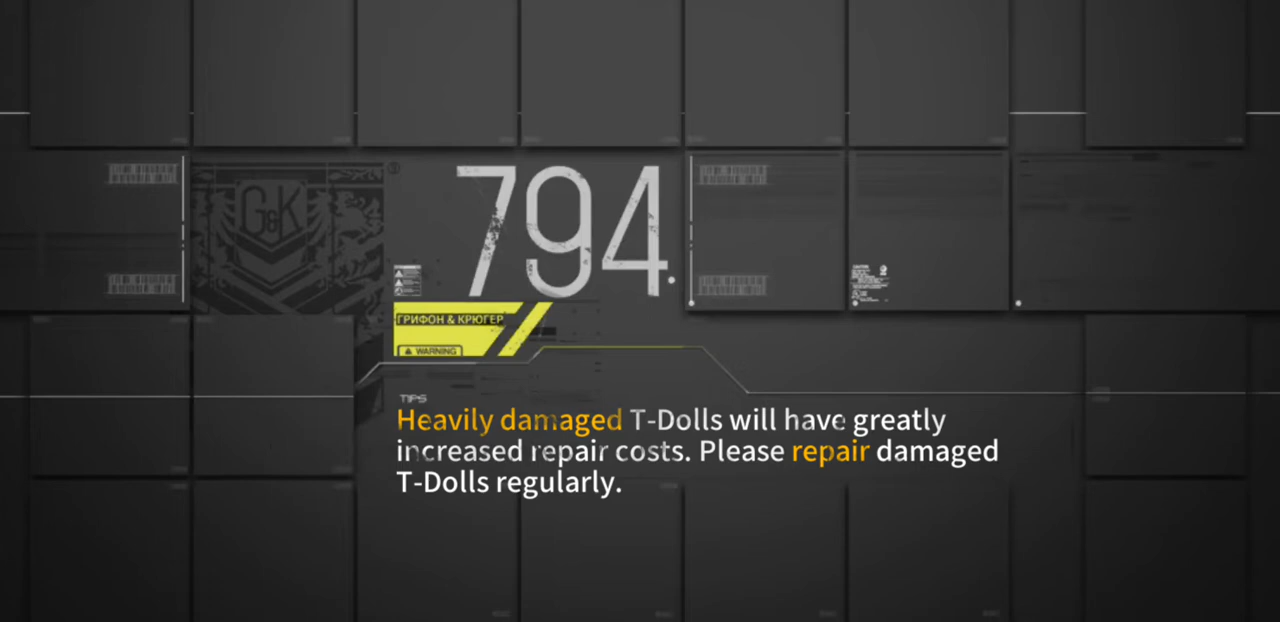 G&K
794.
ГРИФОН & КРЮГЕР
WARNING
TIPS
Heavily damaged T-Dolls will have greatly
increased repair costs. Please repair damaged
T-Dolls regularly.